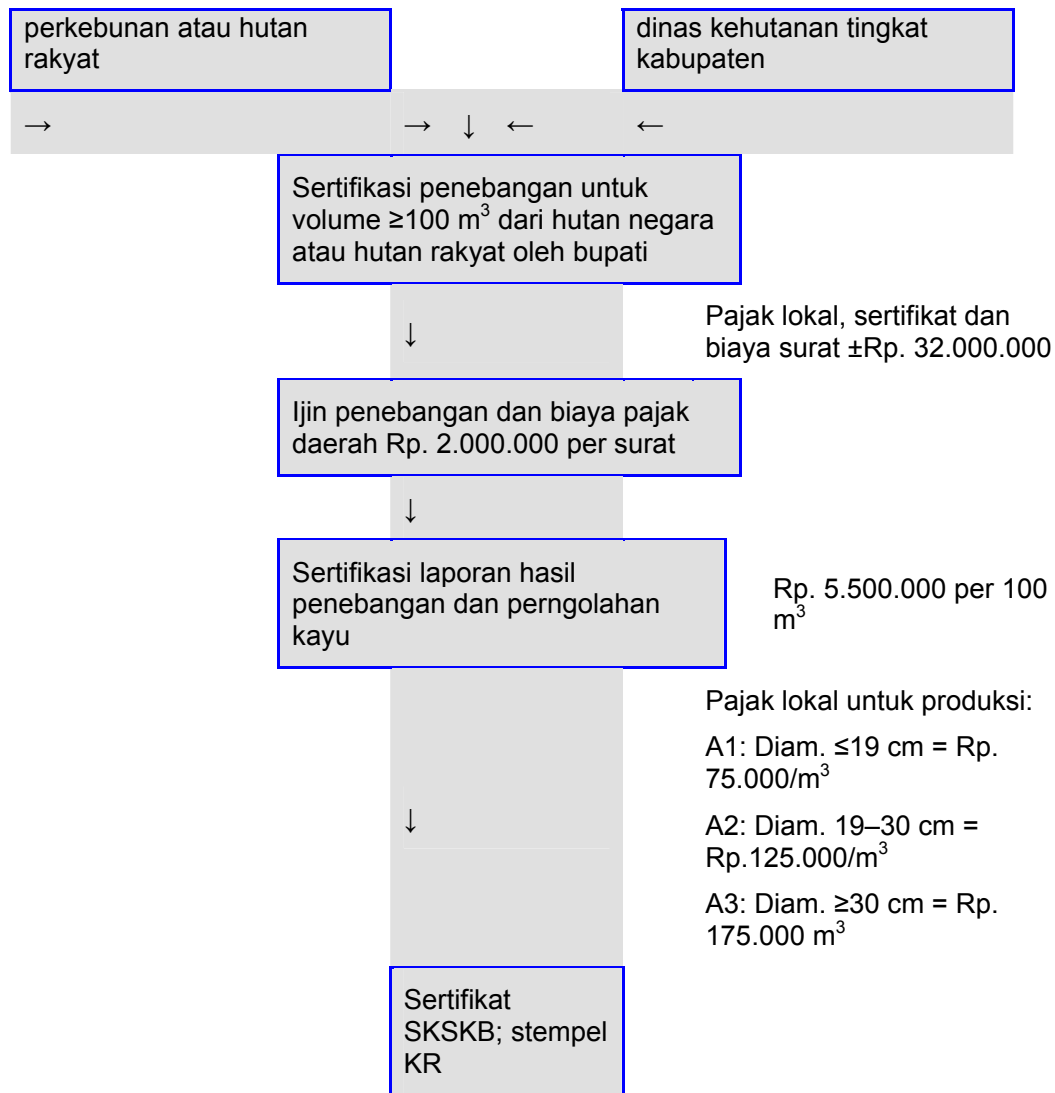 perkebunan atau hutan
rakyat
dinas kehutanan tingkat
kabupaten
→ → ↓ ← ←
Sertifikasi penebangan untuk
volume ≥100 m³ dari hutan negara
atau hutan rakyat oleh bupati
↓
Pajak lokal, sertifikat dan
biaya surat ±Rp. 32.000.000
Ijin penebangan dan biaya pajak
daerah Rp. 2.000.000 per surat
↓
Sertifikasi laporan hasil
penebangan dan perngolahan
kayu
Rp. 5.500.000 per 100
m³
Pajak lokal untuk produksi:
A1: Diam. ≤19 cm = Rp.
75.000/m³
↓
A2: Diam. 19–30 cm =
Rp.125.000/m³
A3: Diam. ≥30 cm = Rp.
175.000 m³
Sertifikat
SKSKB; stempel
KR